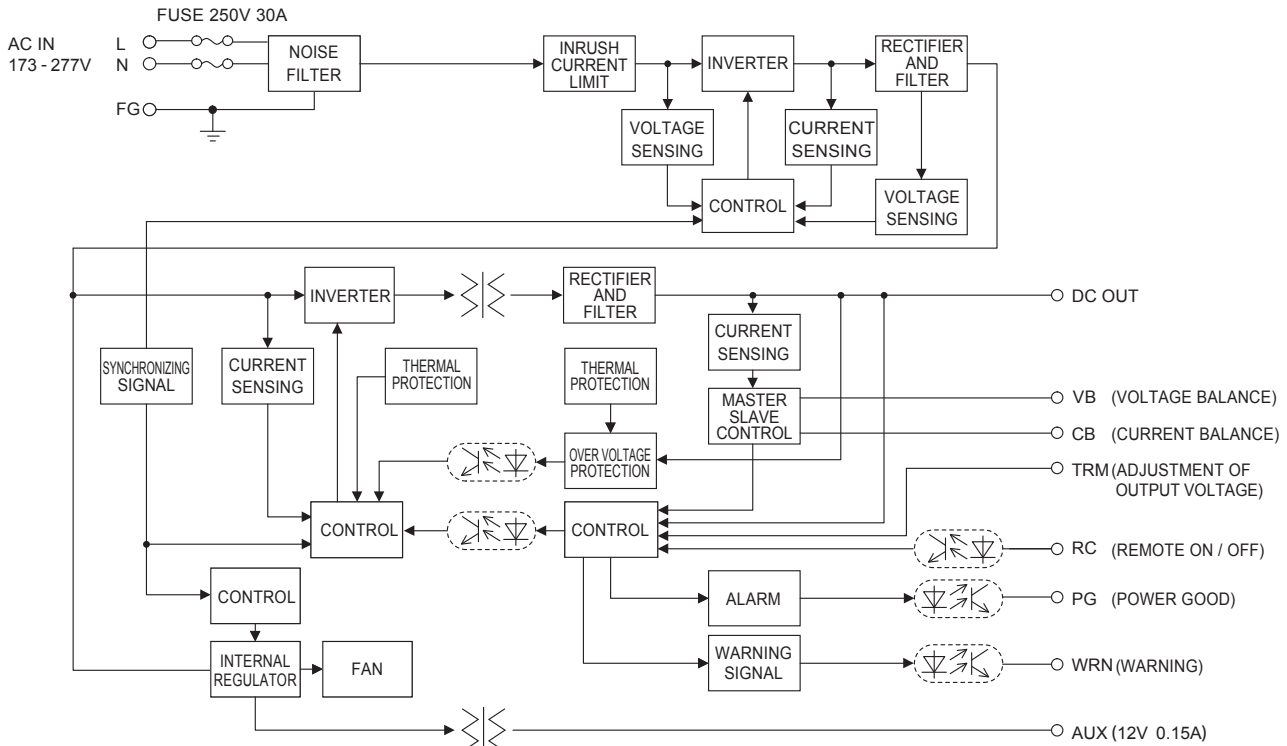 FUSE 250V 30A
AC IN
173 - 277V
L
N
FG
NOISE
FILTER
INRUSH
CURRENT
LIMIT
INVERTER
RECTIFIER
AND
FILTER
VOLTAGE
SENSING
CURRENT
SENSING
CONTROL
VOLTAGE
SENSING
INVERTER
RECTIFIER
AND
FILTER
DC OUT
SYNCHRONIZING
SIGNAL
CURRENT
SENSING
THERMAL
PROTECTION
THERMAL
PROTECTION
CURRENT
SENSING
MASTER
SLAVE
CONTROL
VB (VOLTAGE BALANCE)
CB (CURRENT BALANCE)
OVER VOLTAGE
PROTECTION
TRM (ADJUSTMENT OF
OUTPUT VOLTAGE)
CONTROL
CONTROL
RC (REMOTE ON / OFF)
CONTROL
ALARM
PG (POWER GOOD)
INTERNAL
REGULATOR
FAN
WARNING
SIGNAL
WRN (WARNING)
AUX (12V 0.15A)